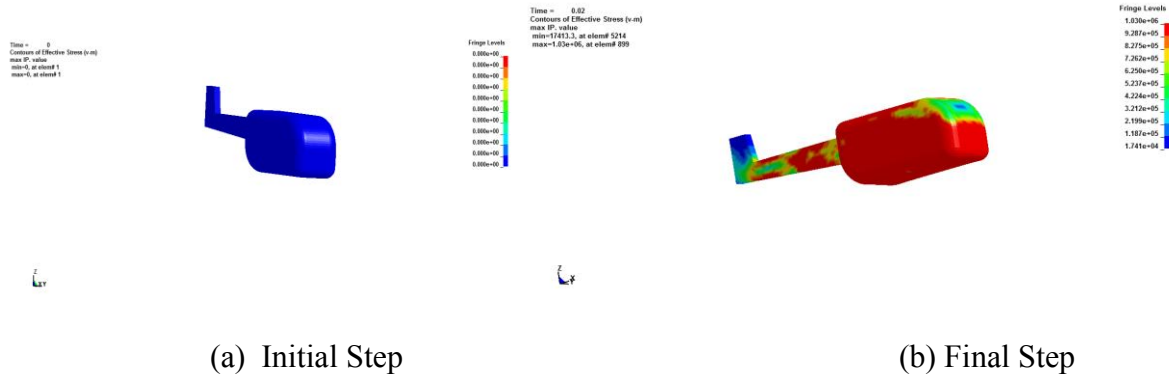 Time = 0
Contours of Effective Stress (v-m)
max IP. value
min=0, at elem# 1
max=0, at elem# 1
Fringe Levels
0.000e+00
0.000e+00
0.000e+00
0.000e+00
0.000e+00
0.000e+00
0.000e+00
0.000e+00
0.000e+00
0.000e+00
0.000e+00
Time = 0.02
Contours of Effective Stress (v-m)
max IP. value
min=17413.3, at elem# 5214
max=1.03e+06, at elem# 899
Fringe Levels
1.030e+06
9.287e+05
8.275e+05
7.262e+05
6.250e+05
5.237e+05
4.224e+05
3.212e+05
2.199e+05
1.187e+05
1.741e+04
Z
X Y
Z
X
Y
(a) Initial Step
(b) Final Step